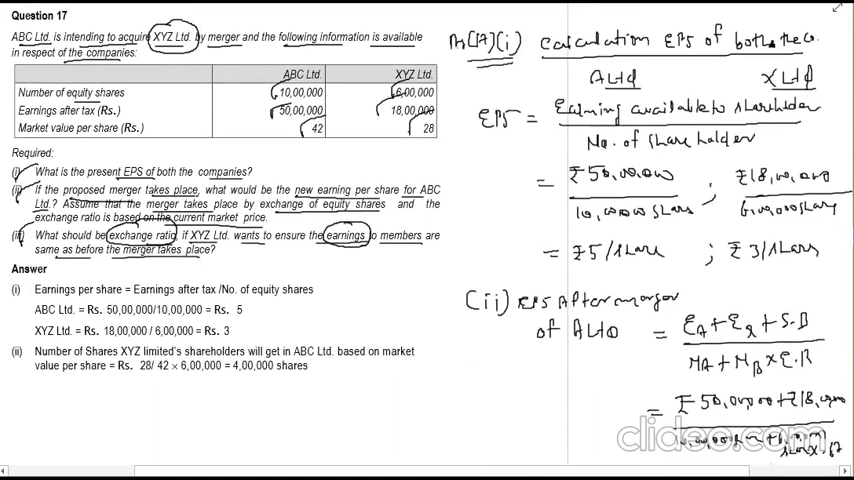 Question 17
ABC Ltd. is intending to acquire XYZ Ltd. by merger and the following information is available
in respect of the companies:
ABC Ltd. XYZ Ltd.
Number of equity shares 10,00,000 6,00,000
Earnings after tax (Rs.) 50,00,000 18,00,000
Market value per share (Rs.) 42 28
Required:
(i) What is the present EPS of both the companies?
(ii) If the proposed merger takes place, what would be the new earning per share for ABC
Ltd.? Assume that the merger takes place by exchange of equity shares and the
exchange ratio is based on the current market price.
(iii) What should be exchange ratio, if XYZ Ltd. wants to ensure the earnings to members are
same as before the merger takes place?
Answer
(i) Earnings per share = Earnings after tax /No. of equity shares
ABC Ltd. = Rs. 50,00,000/10,00,000 = Rs. 5
XYZ Ltd. = Rs. 18,00,000 / 6,00,000 = Rs. 3
(ii) Number of Shares XYZ limited's shareholders will get in ABC Ltd. based on market
value per share = Rs. 28/ 42 × 6,00,000 = 4,00,000 shares
(i) Calculation EPS of both the co.
A Ltd X Ltd
EPS = Earning available to shareholder
No. of shareholder
= ₹50,00,000 ; ₹18,00,000
10,00,000 shares 6,00,000 shares
= ₹5/share ; ₹3/share
(ii) EPS After merger
of A Ltd = EA + EX + S.B
NA + NB × E.R
= ₹50,00,000 + ₹18,00,000
clideo.com